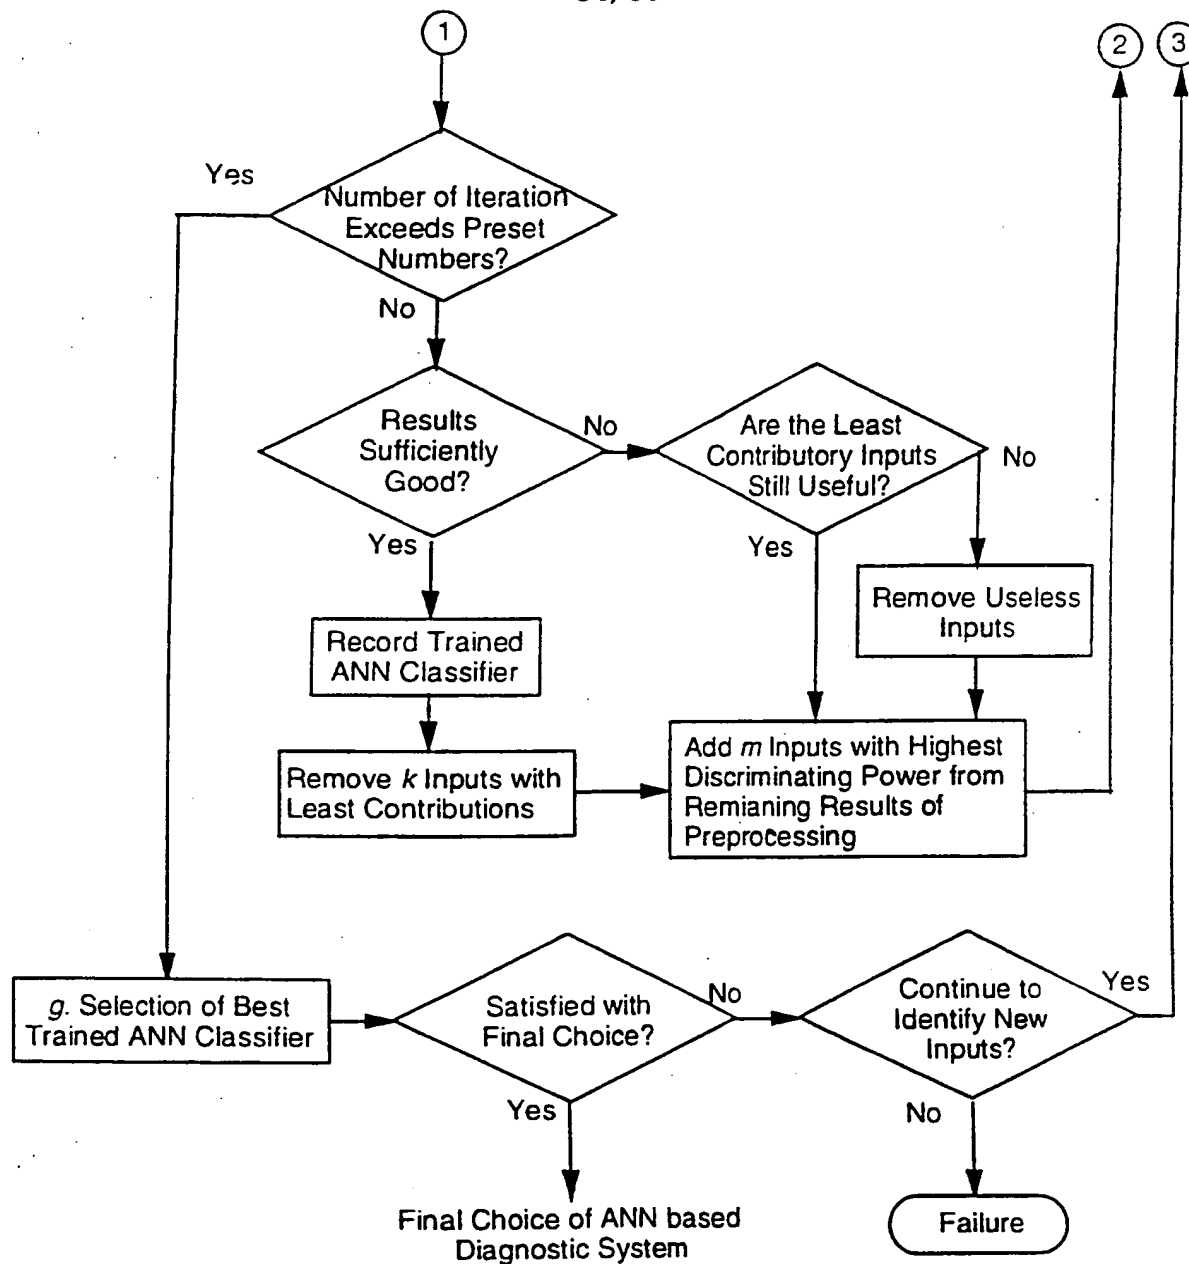 1
2
3
Yes
Number of Iteration
Exceeds Preset
Numbers?
No
Results
Sufficiently
Good?
No
Are the Least
Contributory Inputs
Still Useful?
No
Yes
Yes
Remove Useless
Inputs
Record Trained
ANN Classifier
Remove k Inputs with
Least Contributions
Add m Inputs with Highest
Discriminating Power from
Remianing Results of
Preprocessing
g. Selection of Best
Trained ANN Classifier
Satisfied with
Final Choice?
No
Continue to
Identify New
Inputs?
Yes
Yes
No
Final Choice of ANN based
Diagnostic System
Failure